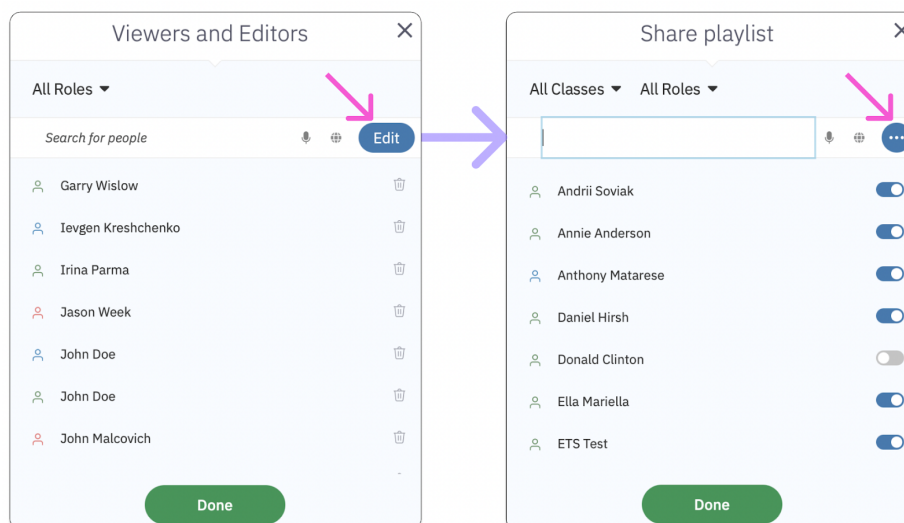 Viewers and Editors
All Roles
Search for people
Edit
Garry Wislow
Ievgen Kreshchenko
Irina Parma
Jason Week
John Doe
John Doe
John Malcovich
Done
Share playlist
All Classes All Roles
Andrii Soviak
Annie Anderson
Anthony Matarese
Daniel Hirsh
Donald Clinton
Ella Mariella
ETS Test
Done